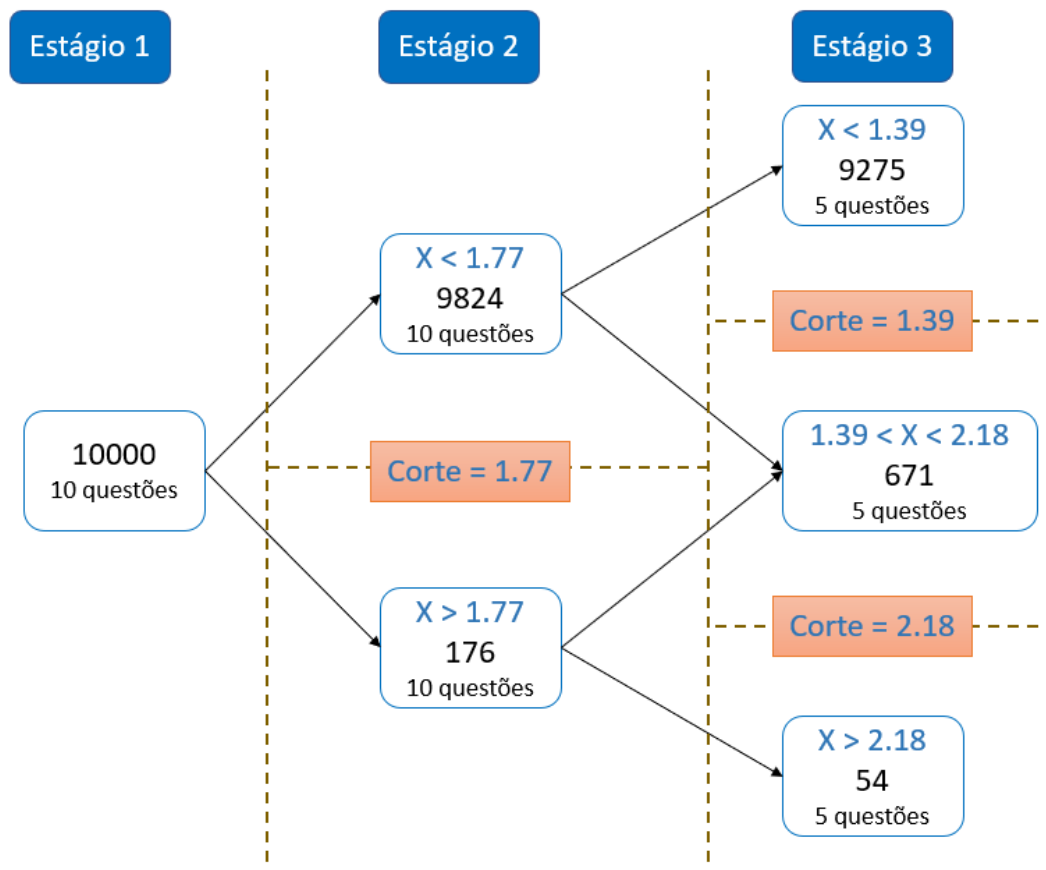 Estágio 1
Estágio 2
Estágio 3
10000
10 questões
X < 1.77
9824
10 questões
Corte = 1.77
X > 1.77
176
10 questões
X < 1.39
9275
5 questões
Corte = 1.39
1.39 < X < 2.18
671
5 questões
Corte = 2.18
X > 2.18
54
5 questões